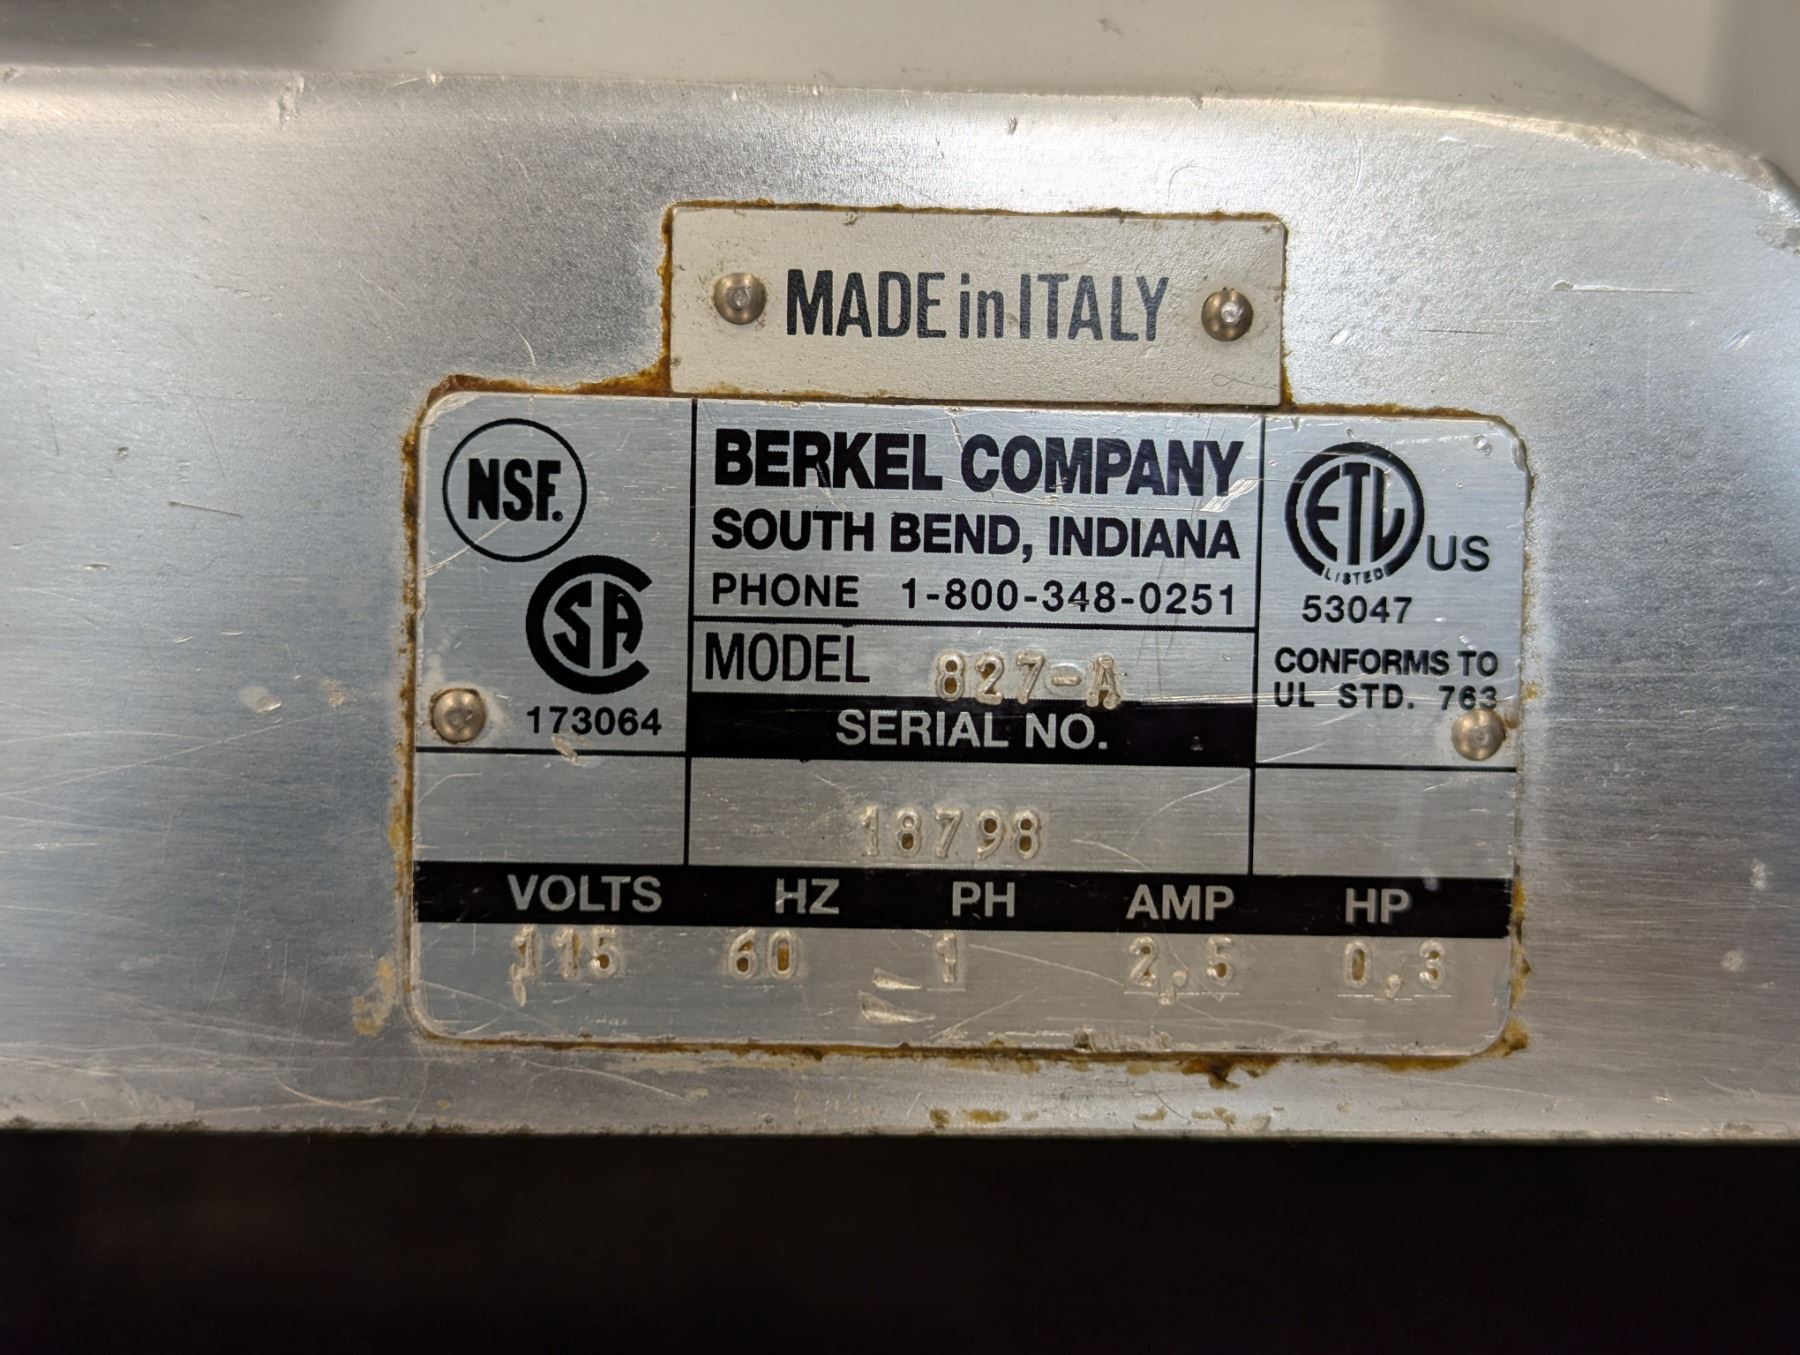 MADE in ITALY
NSF.
SA
173064
BERKEL COMPANY
SOUTH BEND, INDIANA
PHONE 1-800-348-0251
MODEL 827-A
SERIAL NO.
18798
ETL US
LISTED
53047
CONFORMS TO
UL STD. 763
VOLTS HZ PH AMP HP
115 60 1 2,5 0,3